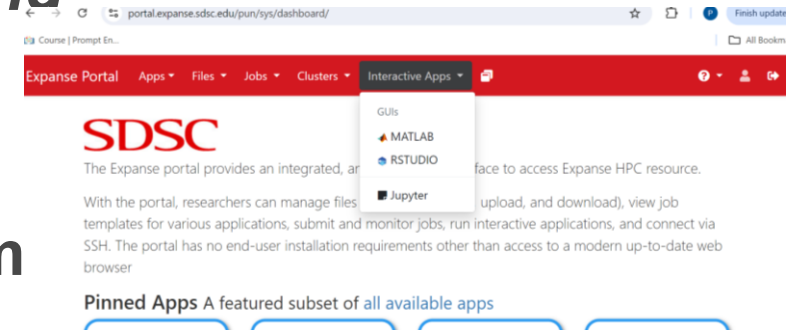 portal.expanse.sdsc.edu/pun/sys/dashboard/
P
Finish update
Course | Prompt En...
All Bookm
Expanse Portal Apps Files Jobs Clusters Interactive Apps
GUIs
MATLAB
RSTUDIO
Jupyter
SDSC
The Expanse portal provides an integrated, an face to access Expanse HPC resource.
With the portal, researchers can manage files upload, and download), view job
templates for various applications, submit and monitor jobs, run interactive applications, and connect via
SSH. The portal has no end-user installation requirements other than access to a modern up-to-date web
browser
Pinned Apps A featured subset of all available apps